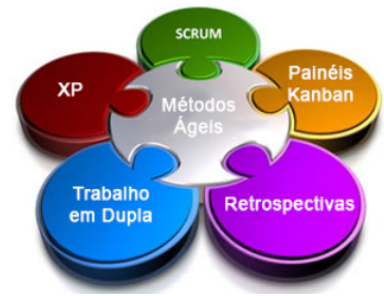 SCRUM
XP
Painéis
Kanban
Métodos
Ágeis
Trabalho
em Dupla
Retrospectivas